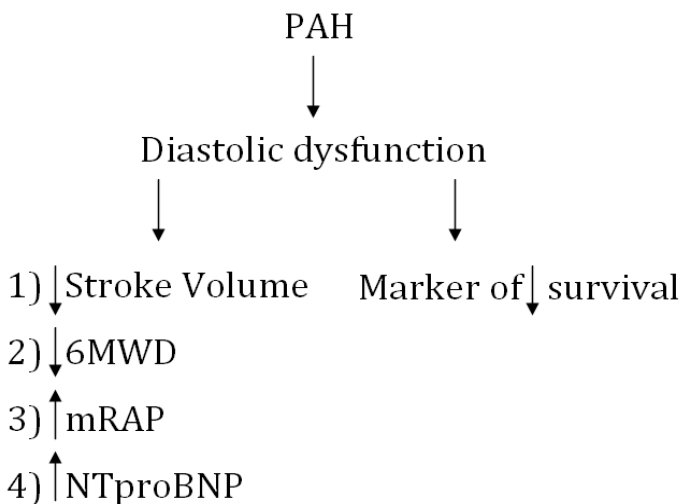 PAH
Diastolic dysfunction
1)↓Stroke Volume
Marker of↓ survival
2)↓6MWD
3)↑mRAP
4)↑NTproBNP